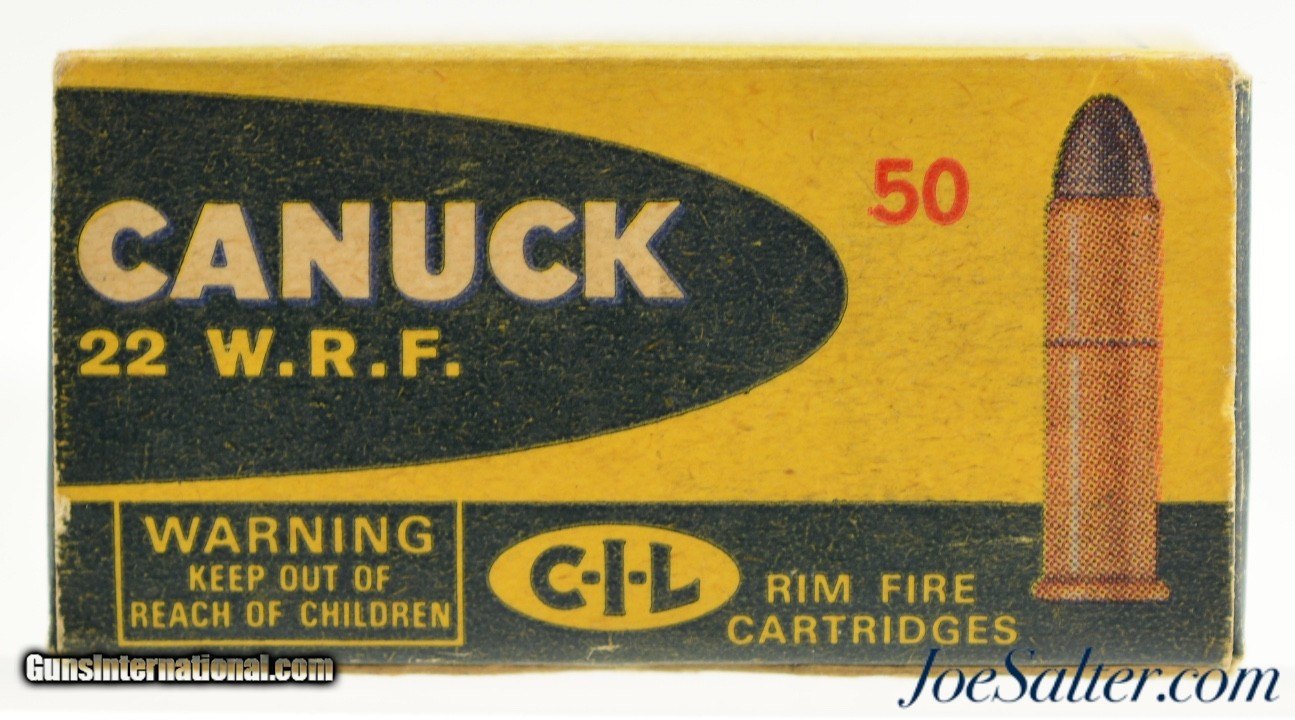 CANUCK
22 W.R.F.
50
WARNING
KEEP OUT OF
REACH OF CHILDREN
C-I-L
RIM FIRE
CARTRIDGES
GunsInternational.com
JoeSalter.com